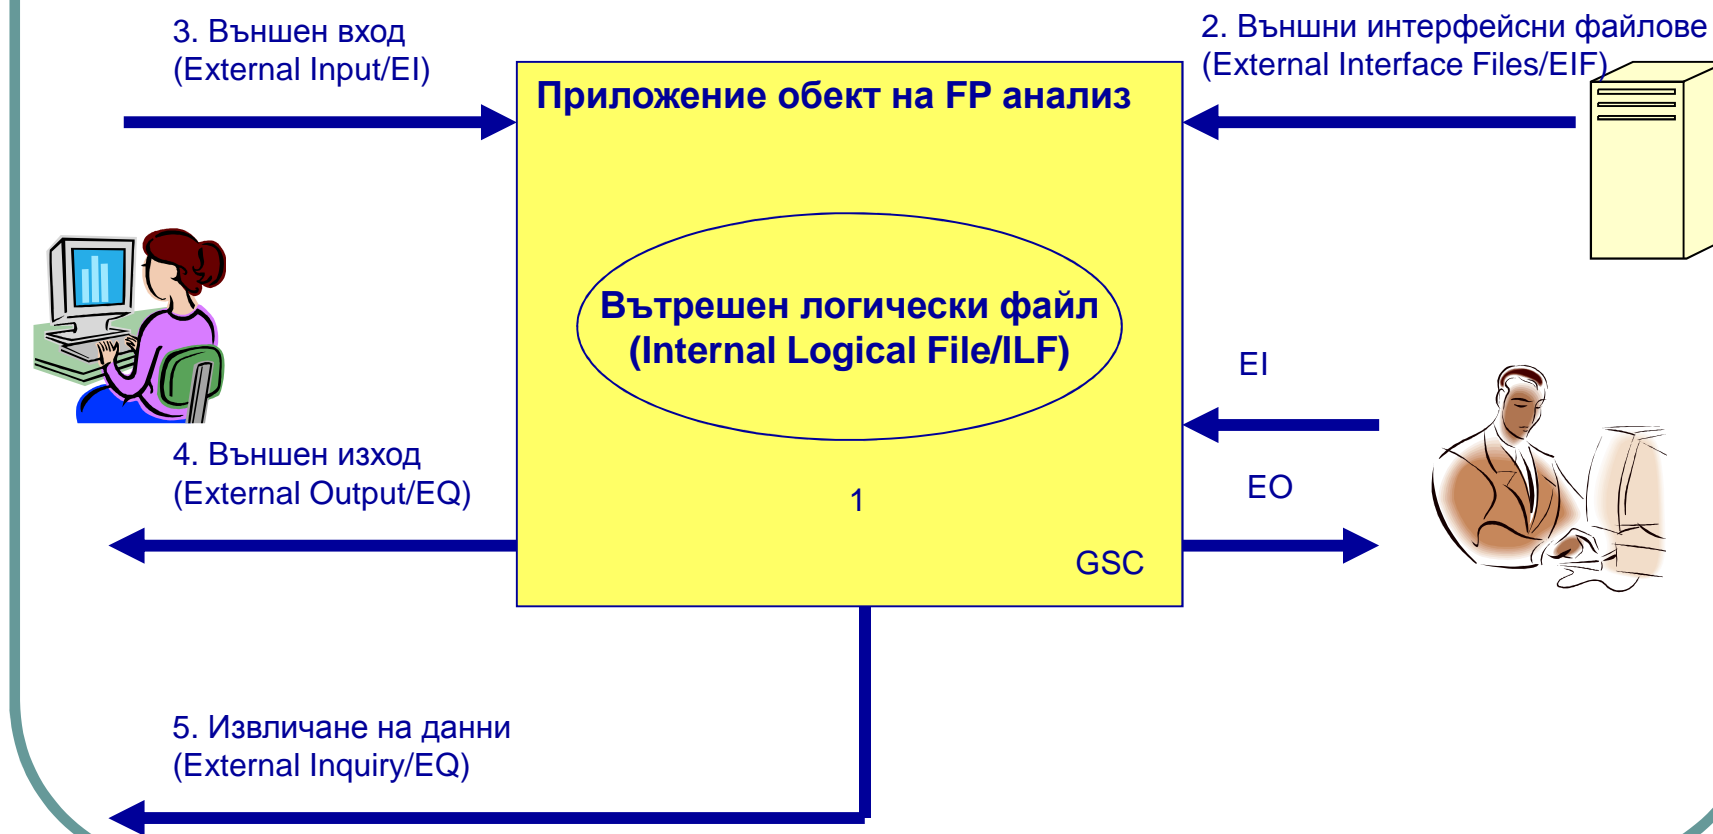 3. Външен вход
(External Input/EI)
2. Външни интерфейсни файлове
(External Interface Files/EIF)
Приложение обект на FP анализ
Вътрешен логически файл
(Internal Logical File/ILF)
EI
4. Външен изход
(External Output/EQ)
1
EO
GSC
5. Извличане на данни
(External Inquiry/EQ)